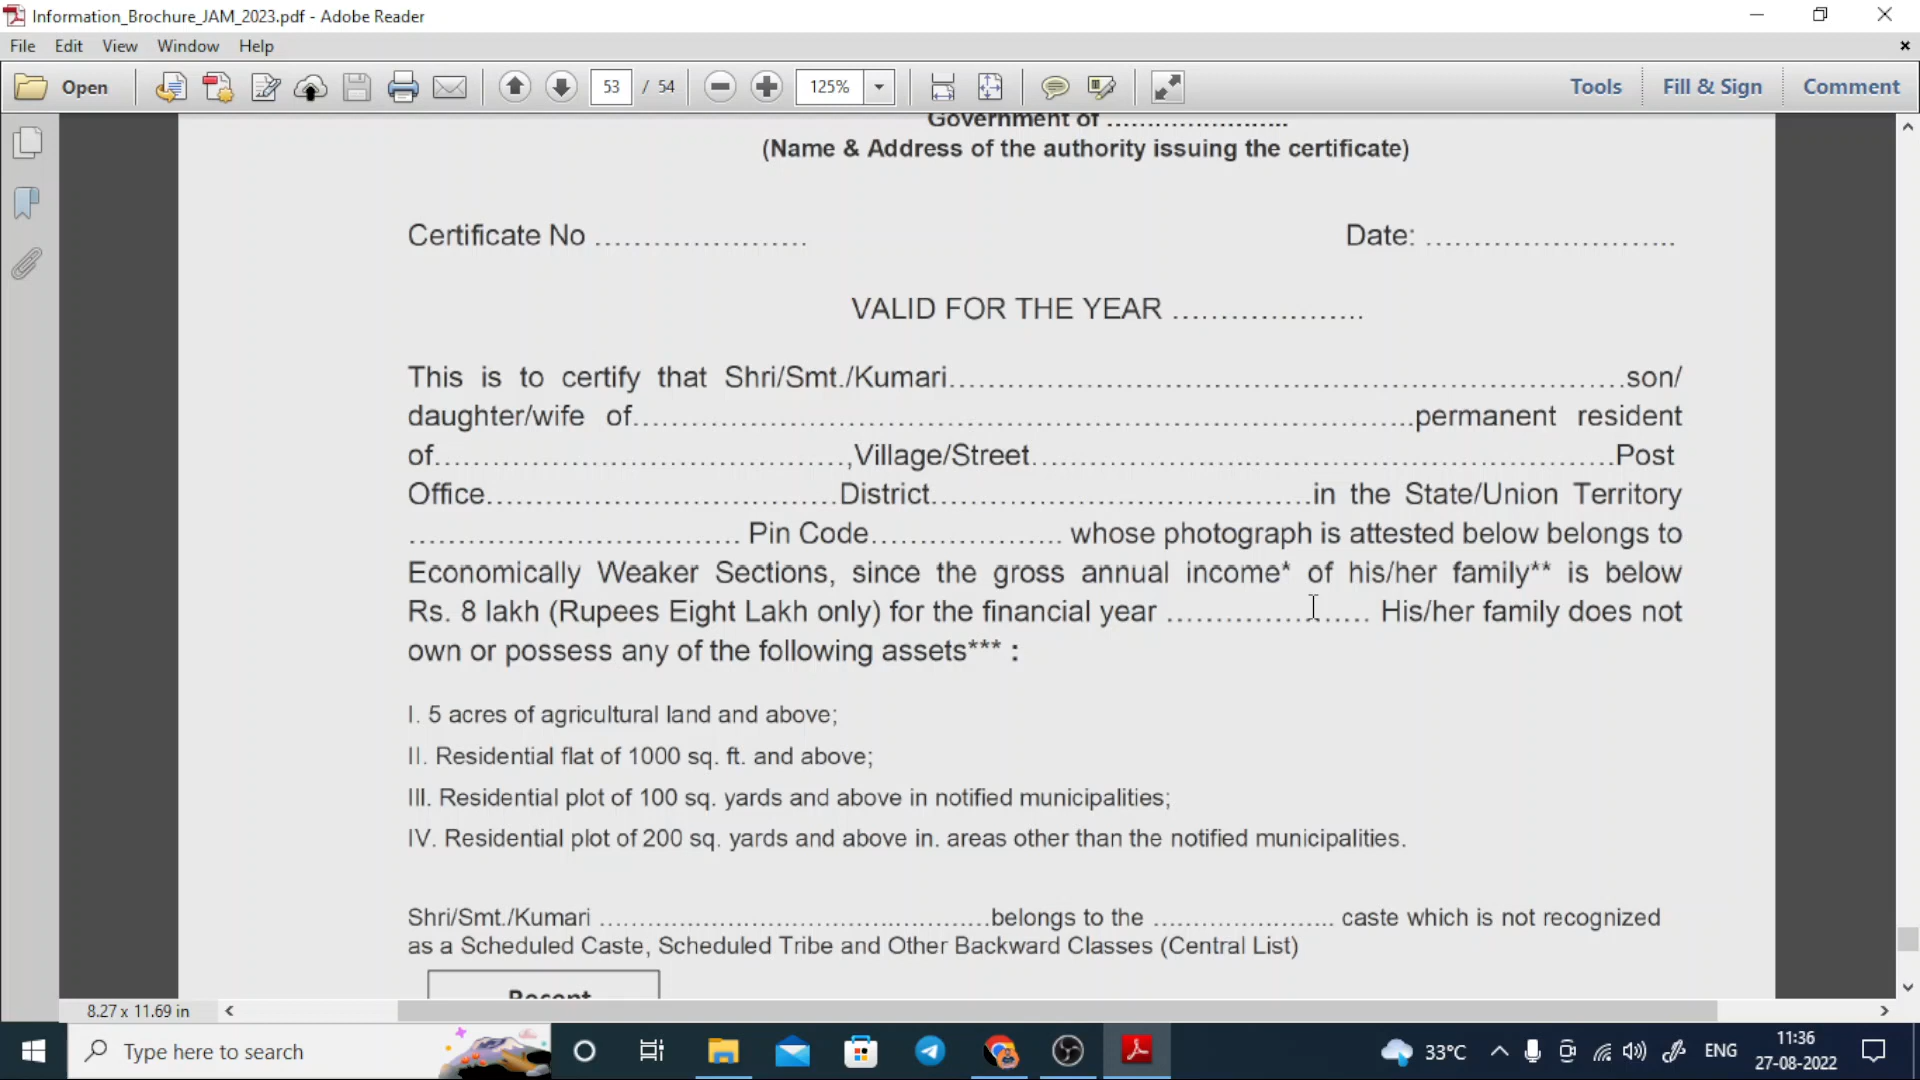 Information_Brochure_JAM_2023.pdf - Adobe Reader
File Edit View Window Help
Open 53 / 54 125% Tools Fill & Sign Comment
Government of ........................
(Name & Address of the authority issuing the certificate)
Certificate No ...................... Date: ..........................
VALID FOR THE YEAR ....................
This is to certify that Shri/Smt./Kumari......................................................................son/
daughter/wife of................................................................................permanent resident
of..........................................,Village/Street............................................................Post
Office....................................District.......................................in the State/Union Territory
.................................. Pin Code.................... whose photograph is attested below belongs to
Economically Weaker Sections, since the gross annual income* of his/her family** is below
Rs. 8 lakh (Rupees Eight Lakh only) for the financial year ..................... His/her family does not
own or possess any of the following assets*** :
I. 5 acres of agricultural land and above;
II. Residential flat of 1000 sq. ft. and above;
III. Residential plot of 100 sq. yards and above in notified municipalities;
IV. Residential plot of 200 sq. yards and above in. areas other than the notified municipalities.
Shri/Smt./Kumari ................................................belongs to the ...................... caste which is not recognized
as a Scheduled Caste, Scheduled Tribe and Other Backward Classes (Central List)
Recent
8.27 x 11.69 in
Type here to search
33°C ENG 11:36
27-08-2022